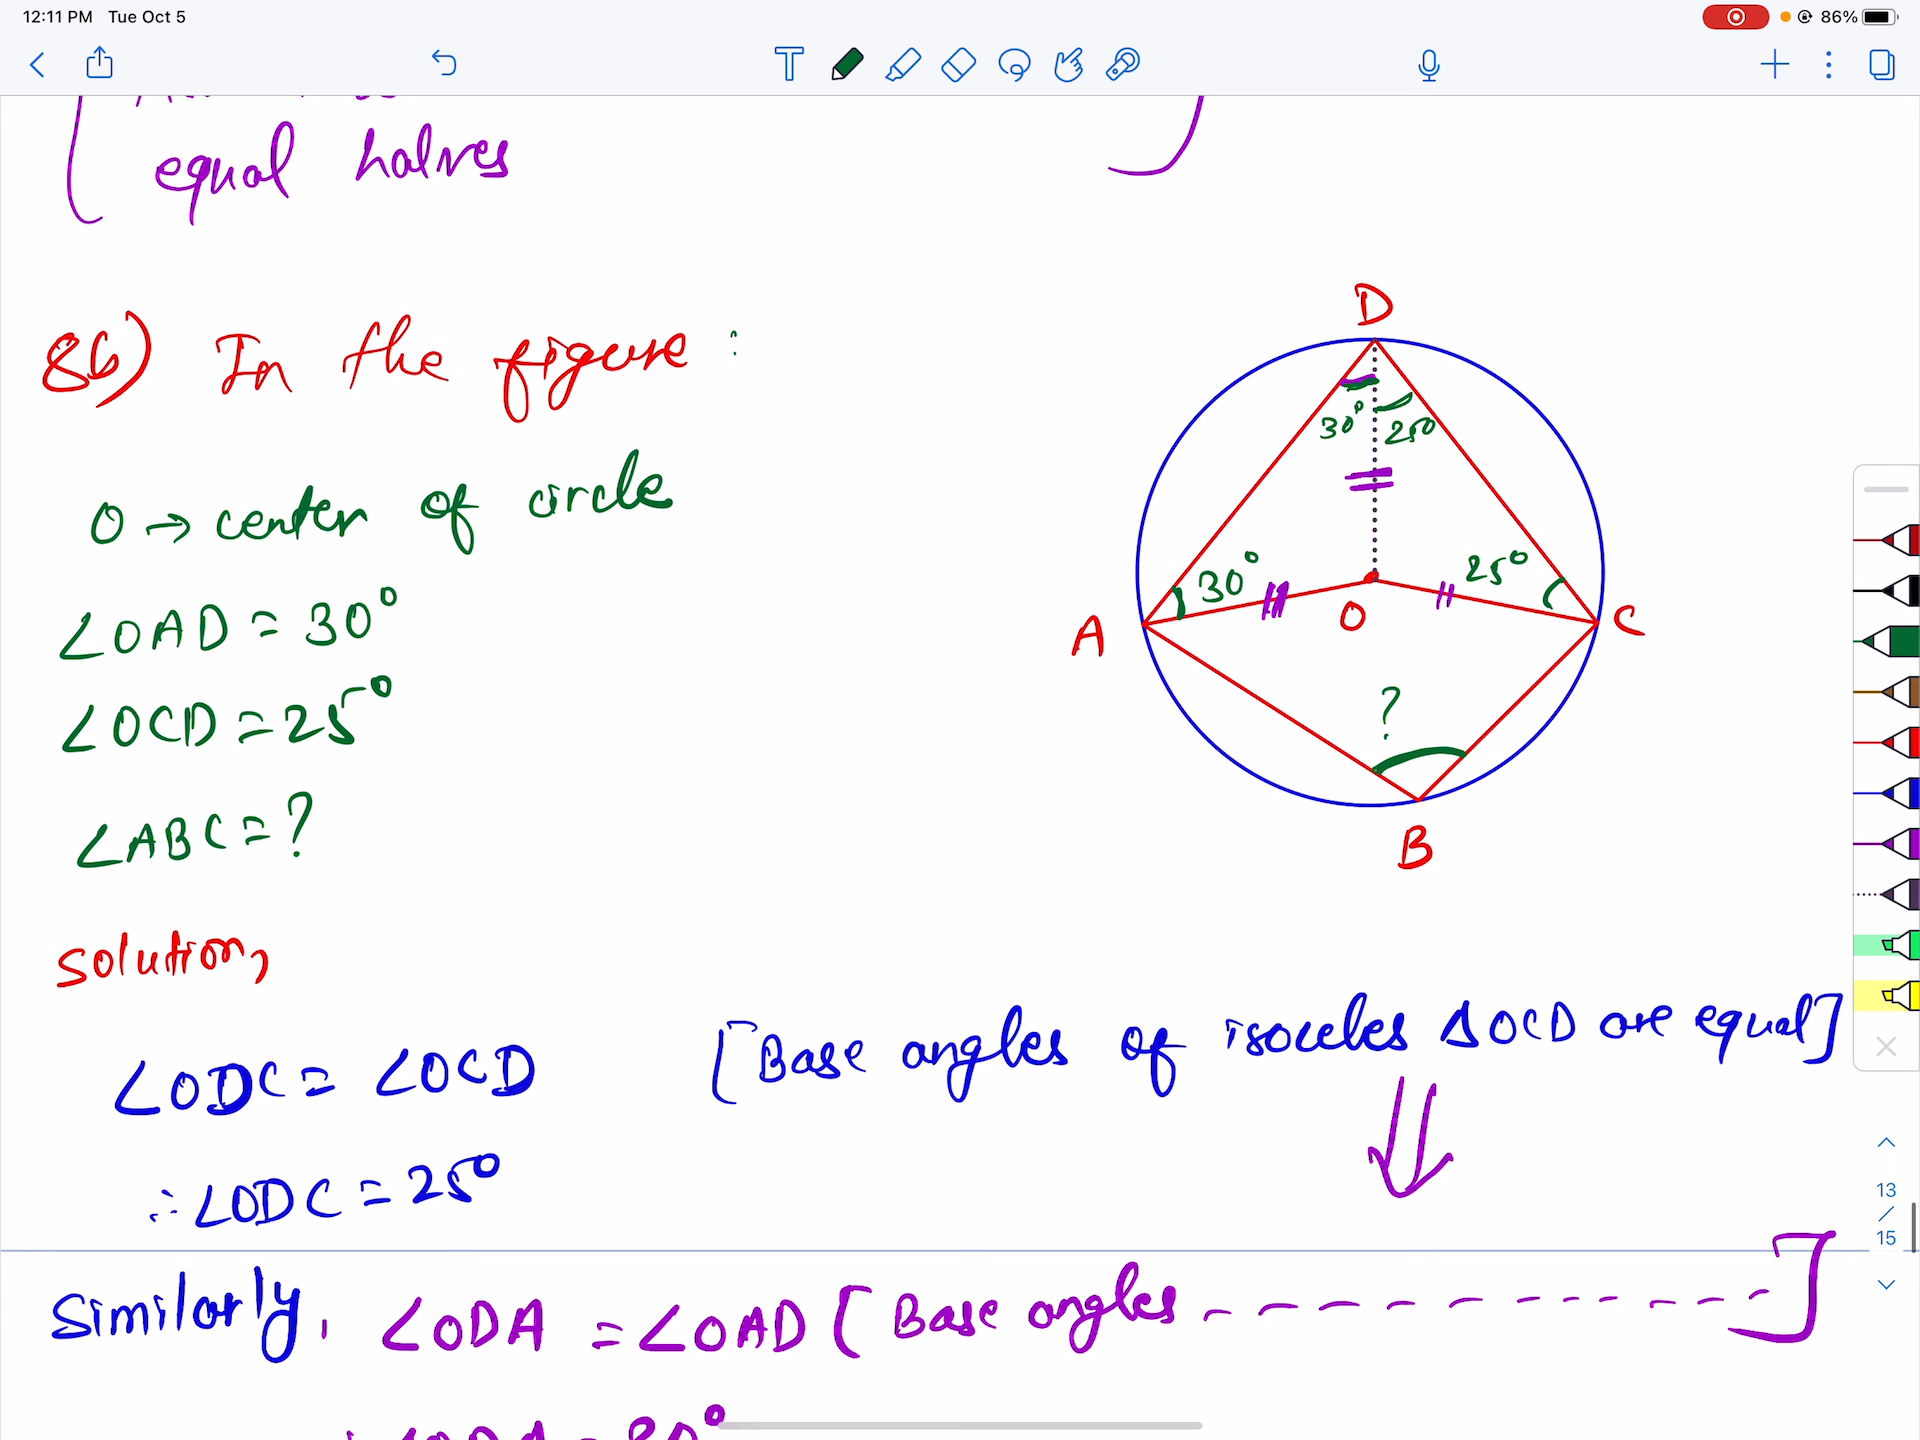 12:11 PM Tue Oct 5
86%
equal halves
86) In the figure :
O → center of circle
∠OAD = 30°
∠OCD = 25°
∠ABC = ?
D
30° 25°
30° 25°
A O C
?
B
solution,
∠ODC = ∠OCD [Base angles of isoceles ΔOCD are equal]
∴ ∠ODC = 25°
13
/
15
Similarly, ∠ODA = ∠OAD [Base angles - - - - - - - - - - - ]